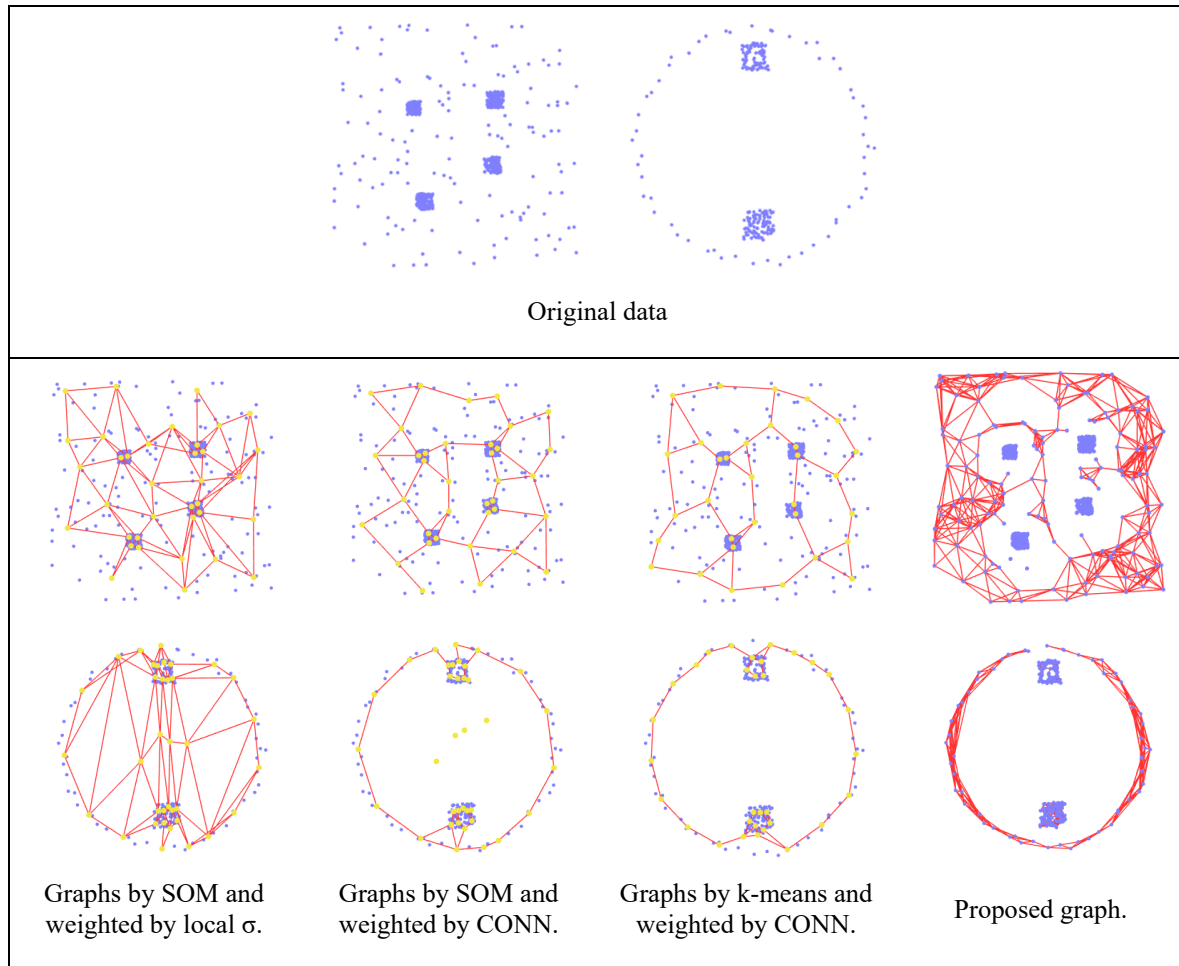 Original data
Graphs by SOM and
weighted by local σ.
Graphs by SOM and
weighted by CONN.
Graphs by k-means and
weighted by CONN.
Proposed graph.